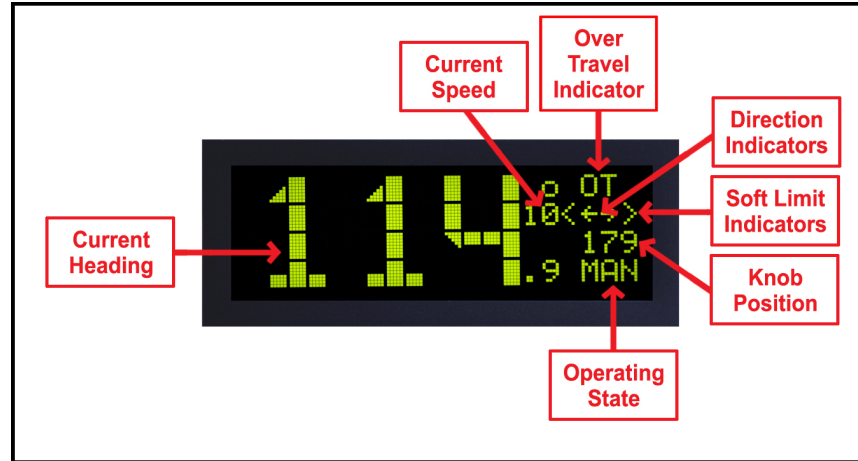 Over
Travel
Indicator
Current
Speed
Direction
Indicators
Soft Limit
Indicators
Current
Heading
114.9
o OT
10<←→>
179
MAN
Knob
Position
Operating
State